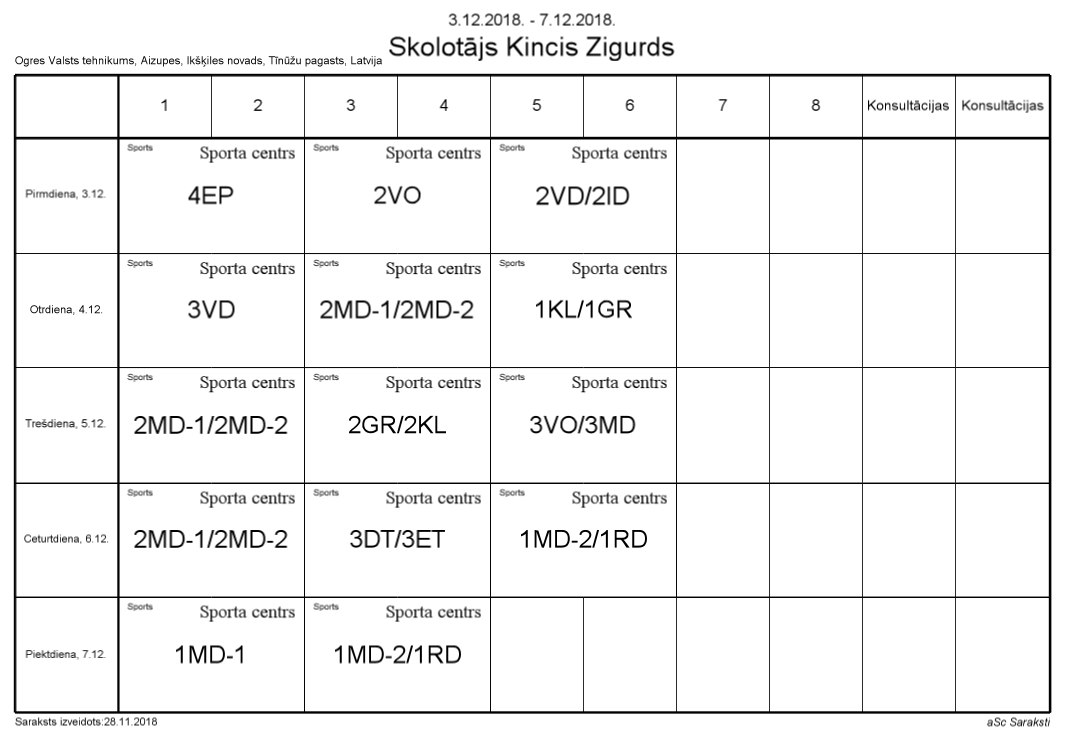 3.12.2018. - 7.12.2018.
Skolotājs Kincis Zigurds
Ogres Valsts tehnikums, Aizupes, Ikšķiles novads, Tīnūžu pagasts, Latvija
1 2 3 4 5 6 7 8 Konsultācijas Konsultācijas
Sports Sporta centrs Sports Sporta centrs Sports Sporta centrs
Pirmdiena, 3.12. 4EP 2VO 2VD/2ID
Sports Sporta centrs Sports Sporta centrs Sports Sporta centrs
Otrdiena, 4.12. 3VD 2MD-1/2MD-2 1KL/1GR
Sports Sporta centrs Sports Sporta centrs Sports Sporta centrs
Trešdiena, 5.12. 2MD-1/2MD-2 2GR/2KL 3VO/3MD
Sports Sporta centrs Sports Sporta centrs Sports Sporta centrs
Ceturtdiena, 6.12. 2MD-1/2MD-2 3DT/3ET 1MD-2/1RD
Sports Sporta centrs Sports Sporta centrs
Piektdiena, 7.12. 1MD-1 1MD-2/1RD
Saraksts izveidots:28.11.2018 aSc Saraksti